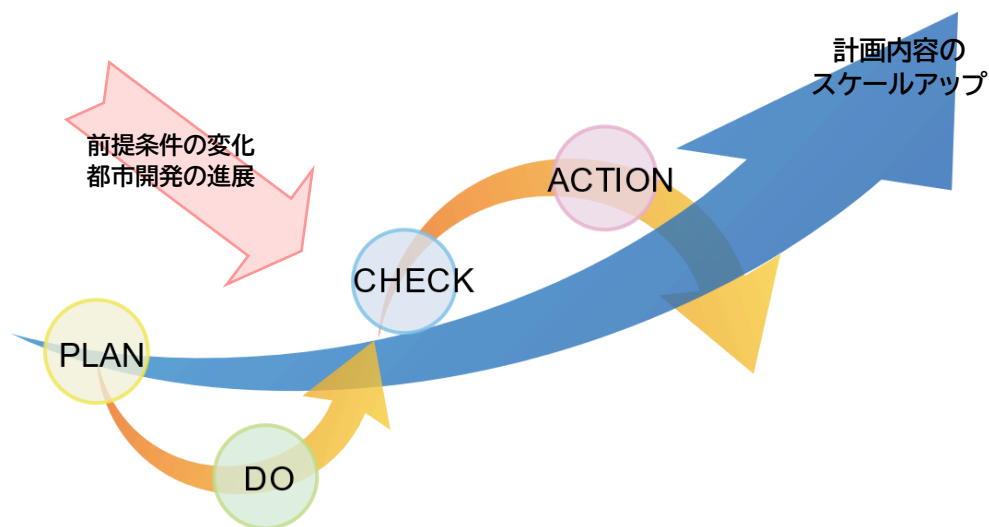 計画内容の
スケールアップ
前提条件の変化
都市開発の進展
ACTION
CHECK
PLAN
DO